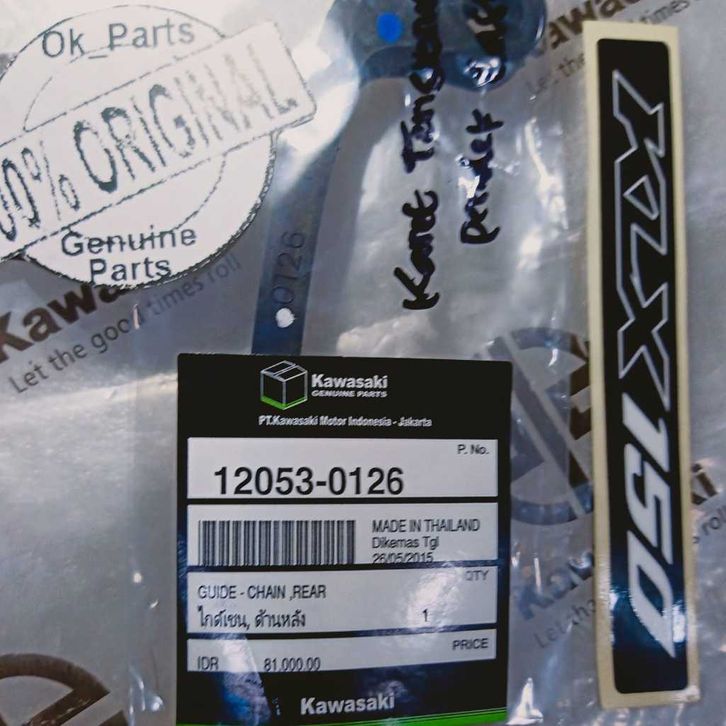 Ok_Parts
100% ORIGINAL
Genuine
Parts
Kawasaki
Let the good times roll
KLX150
0126
Kawasaki
GENUINE PARTS
PT.Kawasaki Motor Indonesia - Jakarta
P. No.
12053-0126
MADE IN THAILAND
Dikemas Tgl
26/05/2015
QTY
GUIDE - CHAIN ,REAR
ไกด์เชน, ด้านหลัง 1
PRICE
IDR 81,000.00
Kawasaki